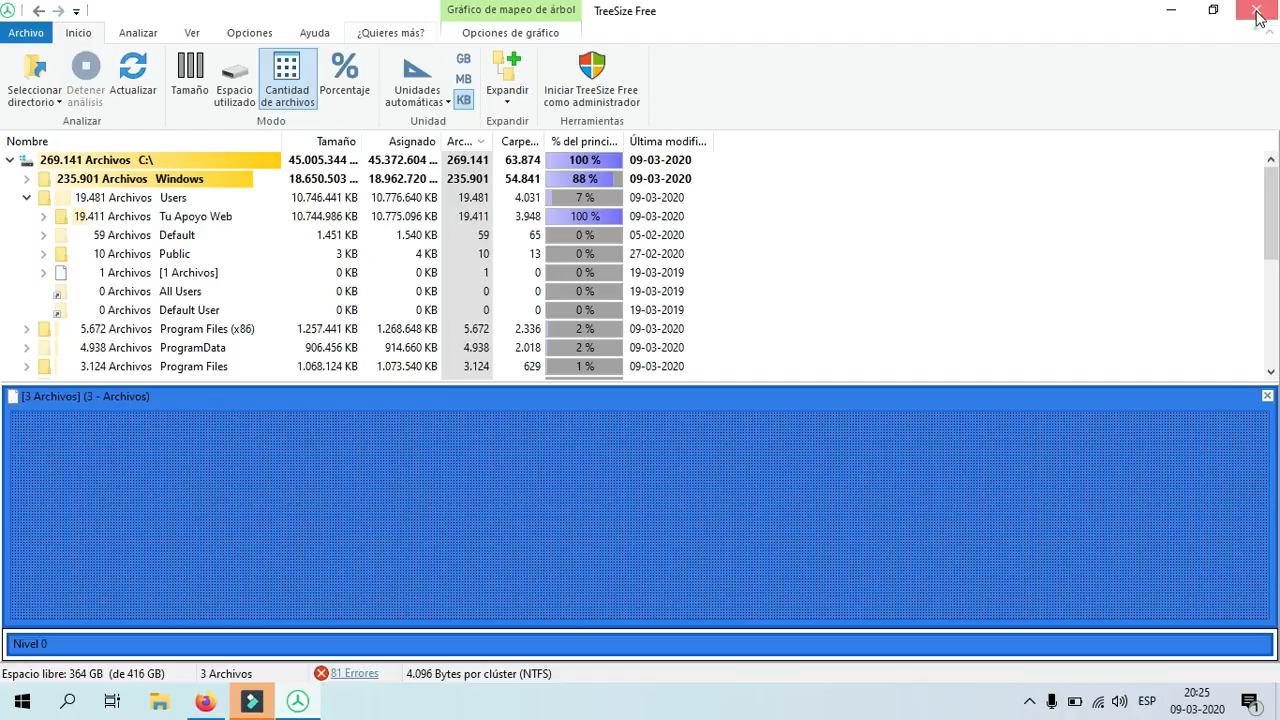 Gráfico de mapeo de árbol TreeSize Free
Archivo Inicio Analizar Ver Opciones Ayuda ¿Quieres más? Opciones de gráfico
GB
MB
KB
Seleccionar directorio
Detener análisis
Actualizar
Tamaño
Espacio utilizado
Cantidad de archivos
Porcentaje
Unidades automáticas
Expandir
Iniciar TreeSize Free como administrador
Analizar Modo Unidad Expandir Herramientas
Nombre Tamaño Asignado Arc... Carpe... % del princi... Última modifi...
269.141 Archivos C:\ 45.005.344 ... 45.372.604 ... 269.141 63.874 100 % 09-03-2020
235.901 Archivos Windows 18.650.503 ... 18.962.720 ... 235.901 54.841 88 % 09-03-2020
19.481 Archivos Users 10.746.441 KB 10.776.640 KB 19.481 4.031 7 % 09-03-2020
19.411 Archivos Tu Apoyo Web 10.744.986 KB 10.775.096 KB 19.411 3.948 100 % 09-03-2020
59 Archivos Default 1.451 KB 1.540 KB 59 65 0 % 05-02-2020
10 Archivos Public 3 KB 4 KB 10 13 0 % 27-02-2020
1 Archivos [1 Archivos] 0 KB 0 KB 1 0 0 % 19-03-2019
0 Archivos All Users 0 KB 0 KB 0 0 0 % 19-03-2019
0 Archivos Default User 0 KB 0 KB 0 0 0 % 19-03-2019
5.672 Archivos Program Files (x86) 1.257.441 KB 1.268.648 KB 5.672 2.336 2 % 09-03-2020
4.938 Archivos ProgramData 906.456 KB 914.660 KB 4.938 2.018 2 % 09-03-2020
3.124 Archivos Program Files 1.068.124 KB 1.073.540 KB 3.124 629 1 % 09-03-2020
[3 Archivos] (3 - Archivos)
Nivel 0
Espacio libre: 364 GB (de 416 GB) 3 Archivos 81 Errores 4.096 Bytes por clúster (NTFS)
ESP 20:25
09-03-2020 1